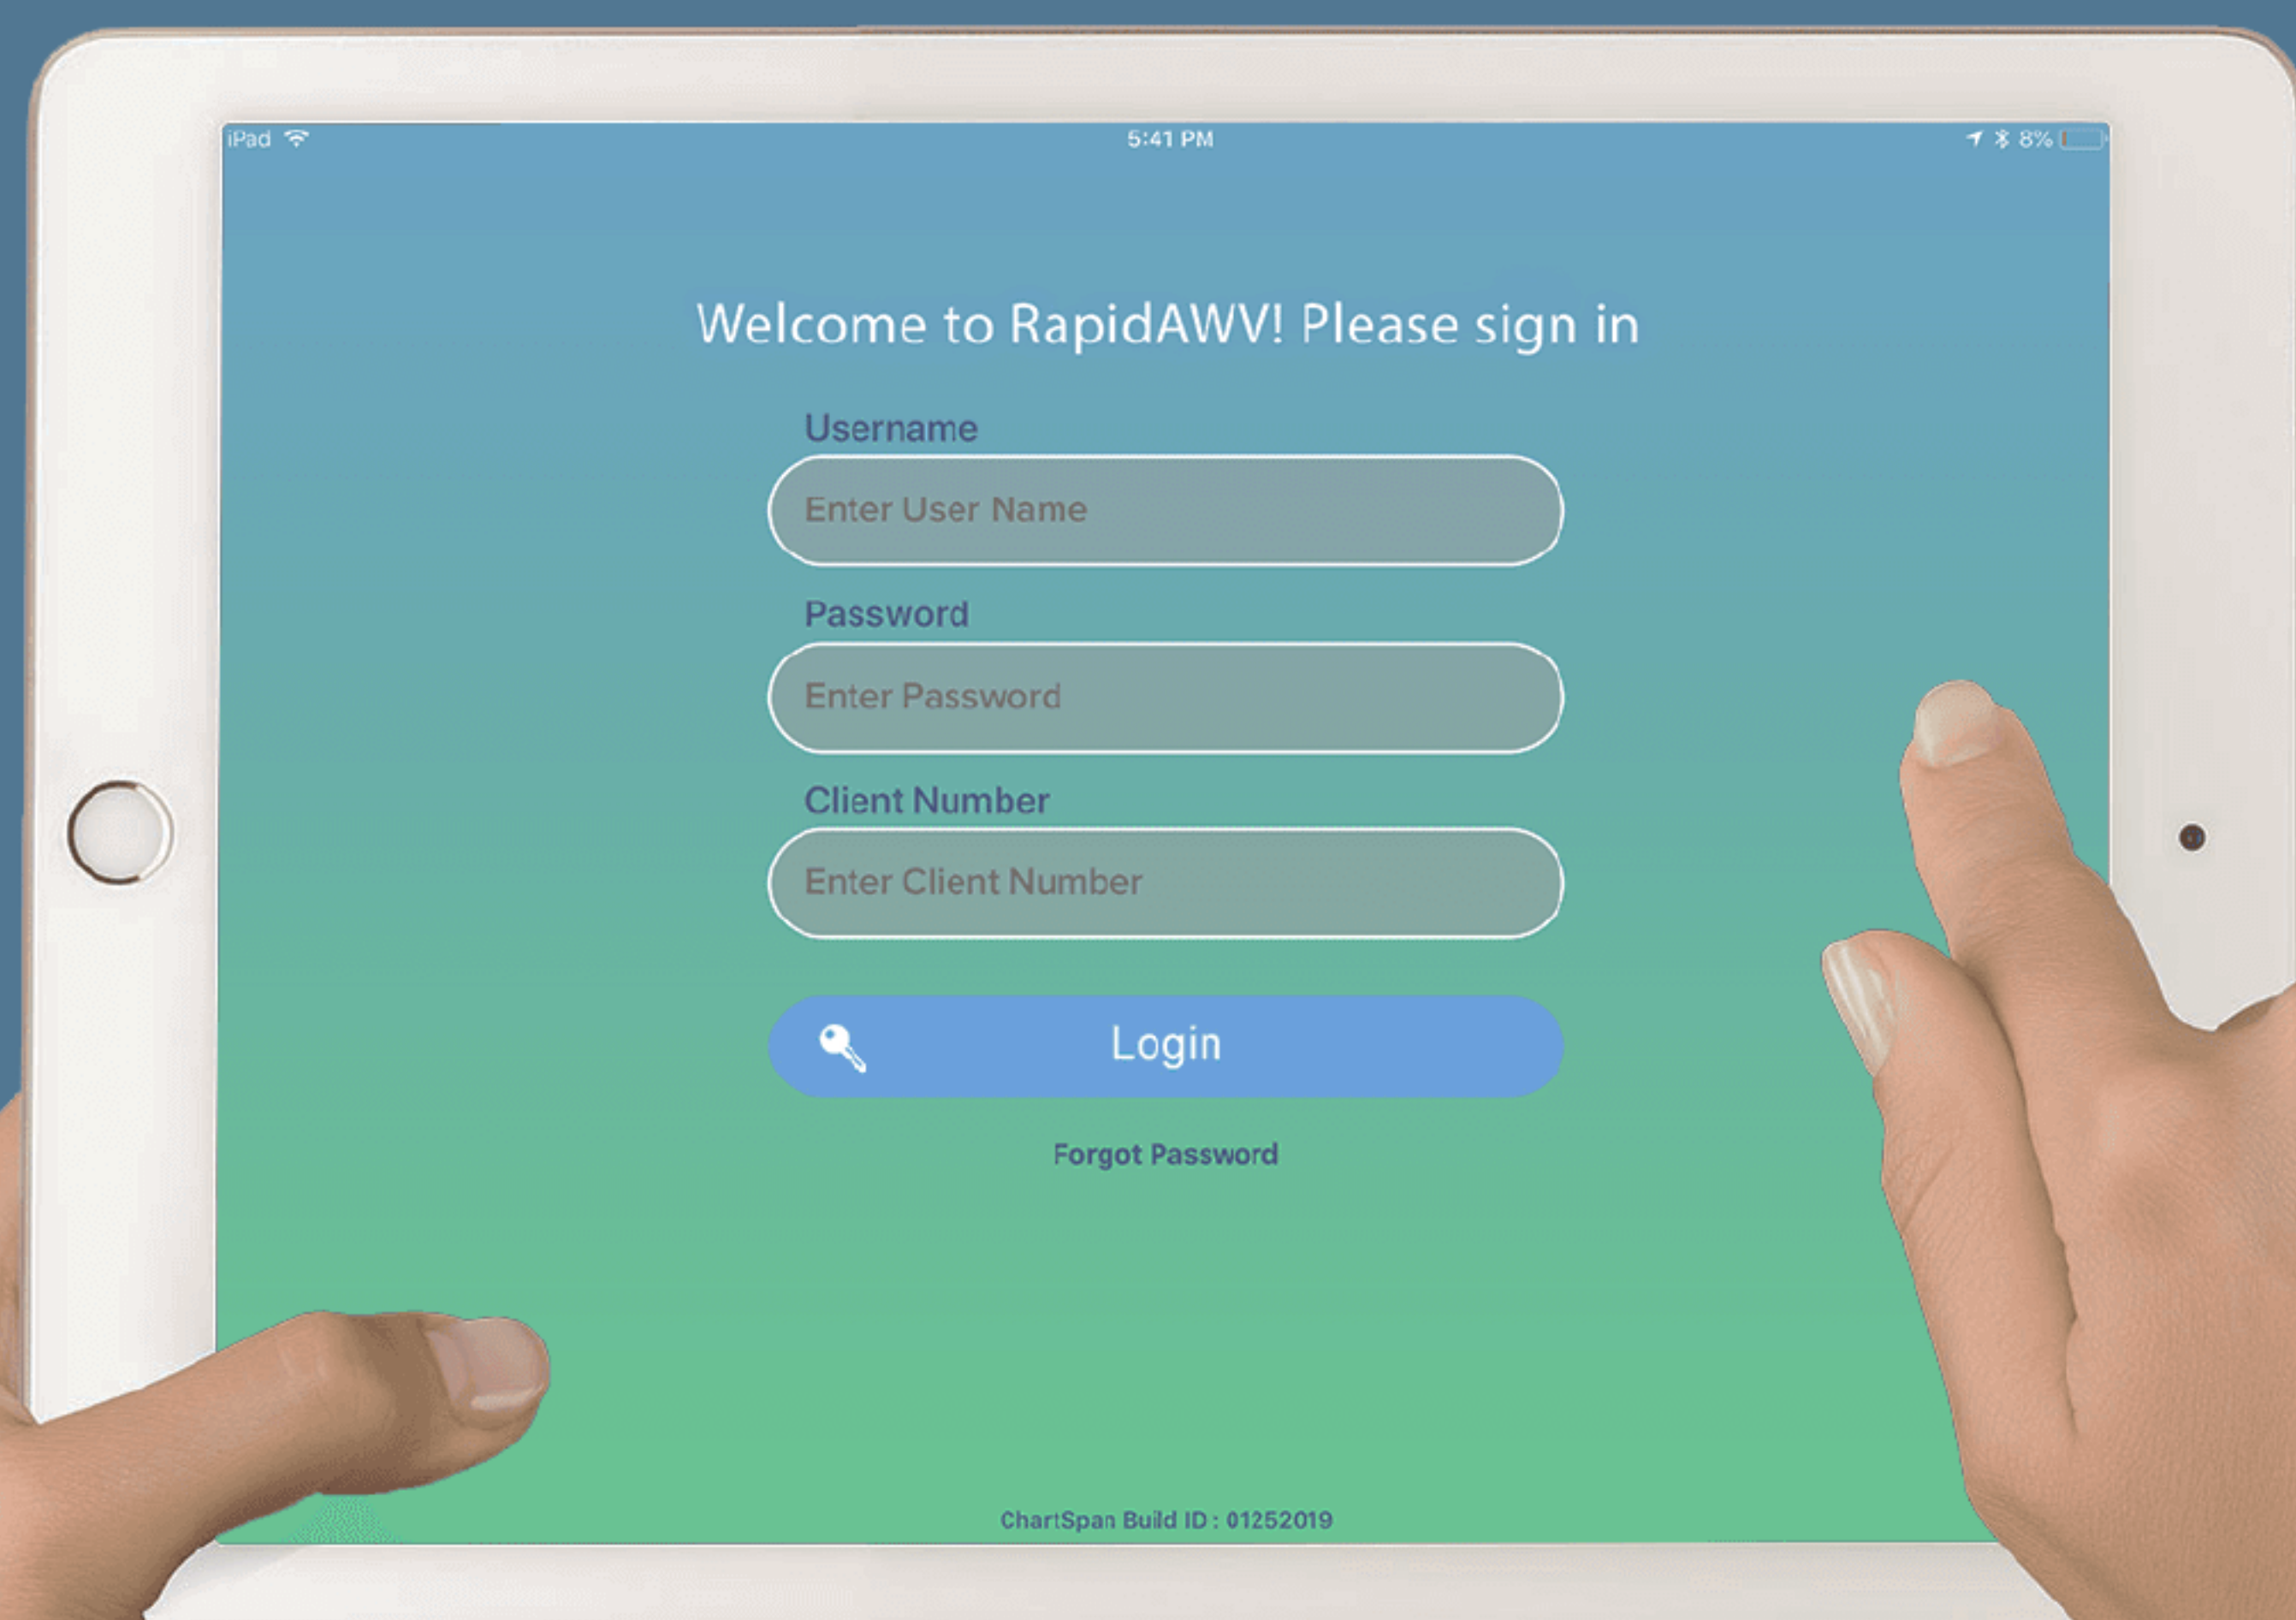 iPad
5:41 PM
8%
Welcome to RapidAWV! Please sign in
Username
Enter User Name
Password
Enter Password
Client Number
Enter Client Number
Login
Forgot Password
ChartSpan Build ID : 01252019